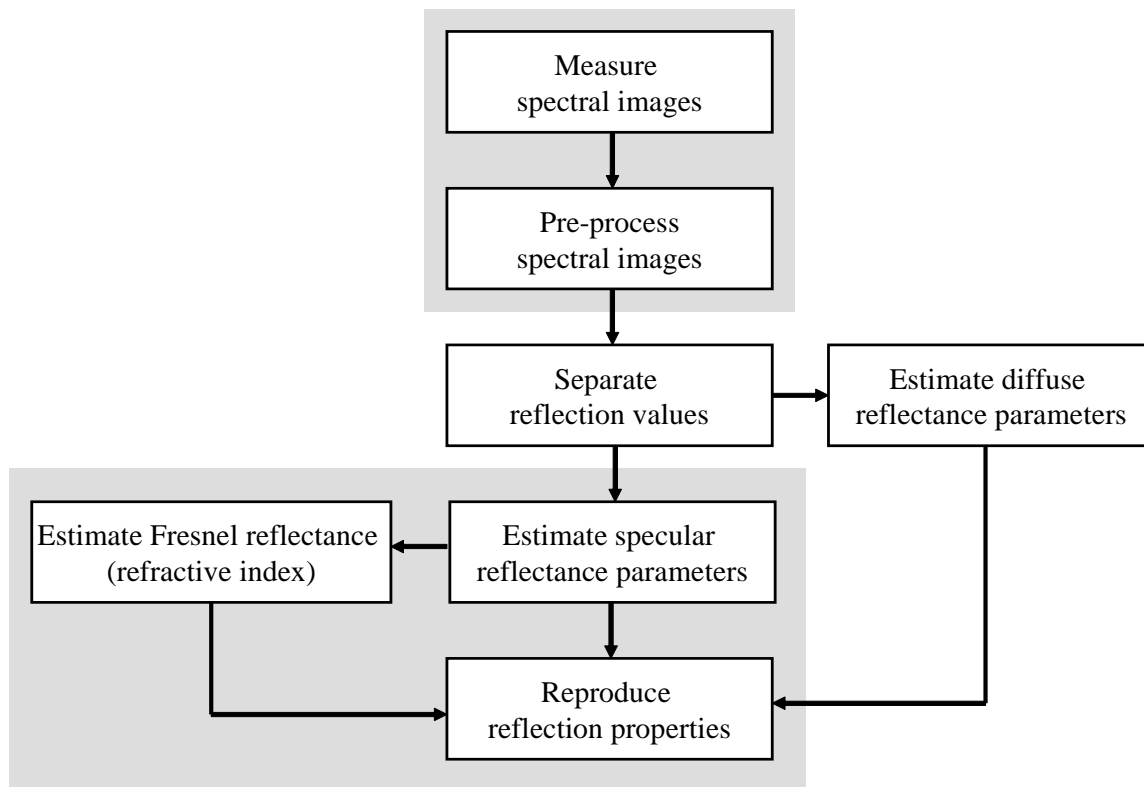 Measure
spectral images
Pre-process
spectral images
Separate
reflection values
Estimate diffuse
reflectance parameters
Estimate Fresnel reflectance
(refractive index)
Estimate specular
reflectance parameters
Reproduce
reflection properties